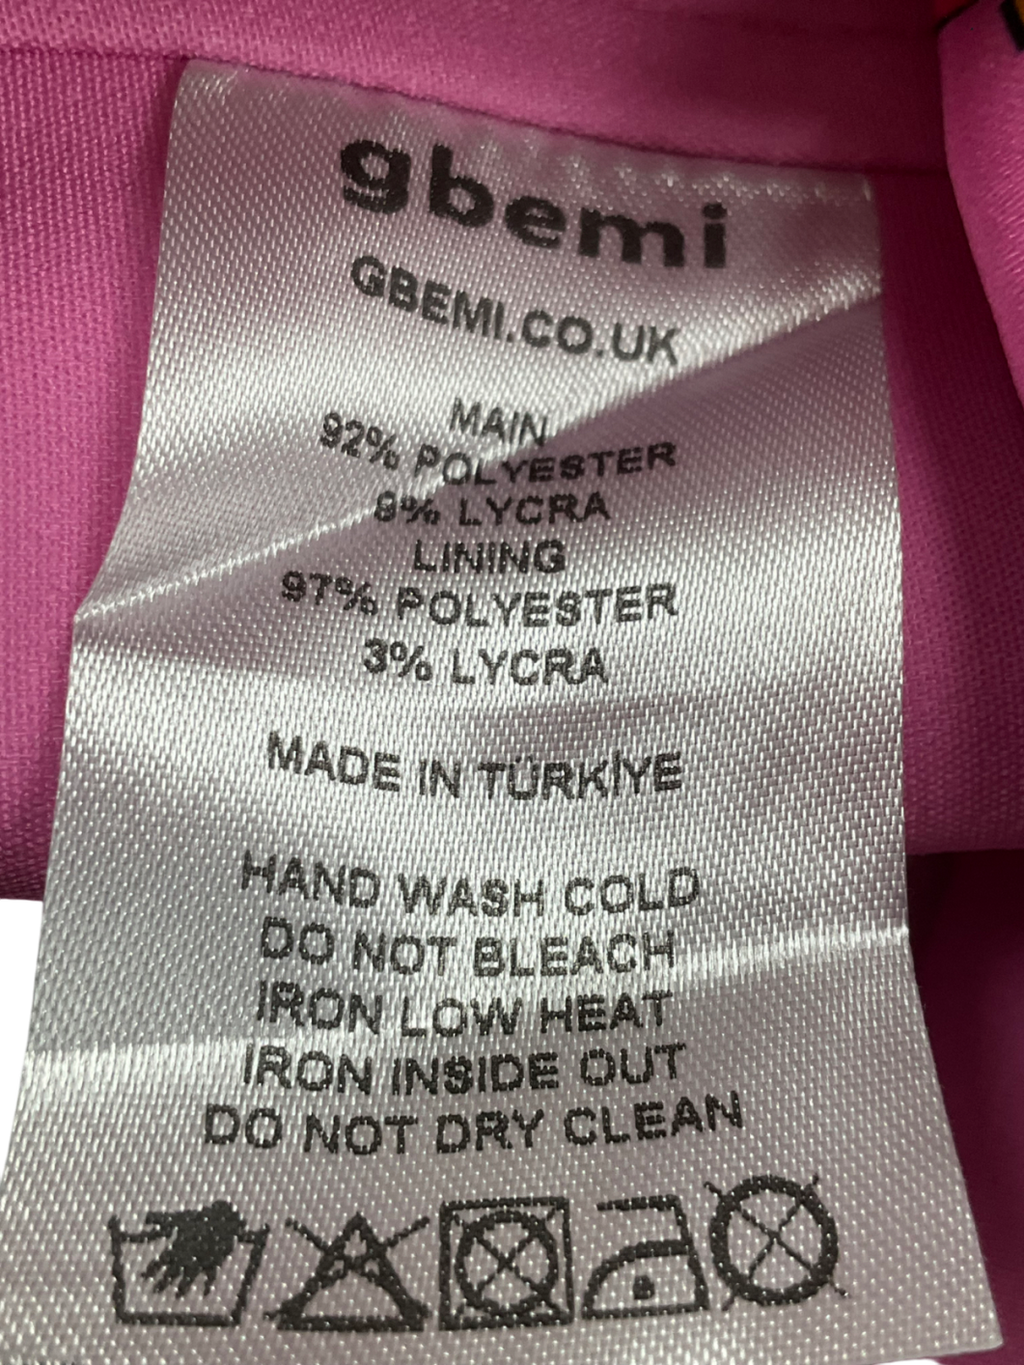 gbemi
GBEMI.CO.UK
MAIN
92% POLYESTER
8% LYCRA
LINING
97% POLYESTER
3% LYCRA
MADE IN TÜRKİYE
HAND WASH COLD
DO NOT BLEACH
IRON LOW HEAT
IRON INSIDE OUT
DO NOT DRY CLEAN